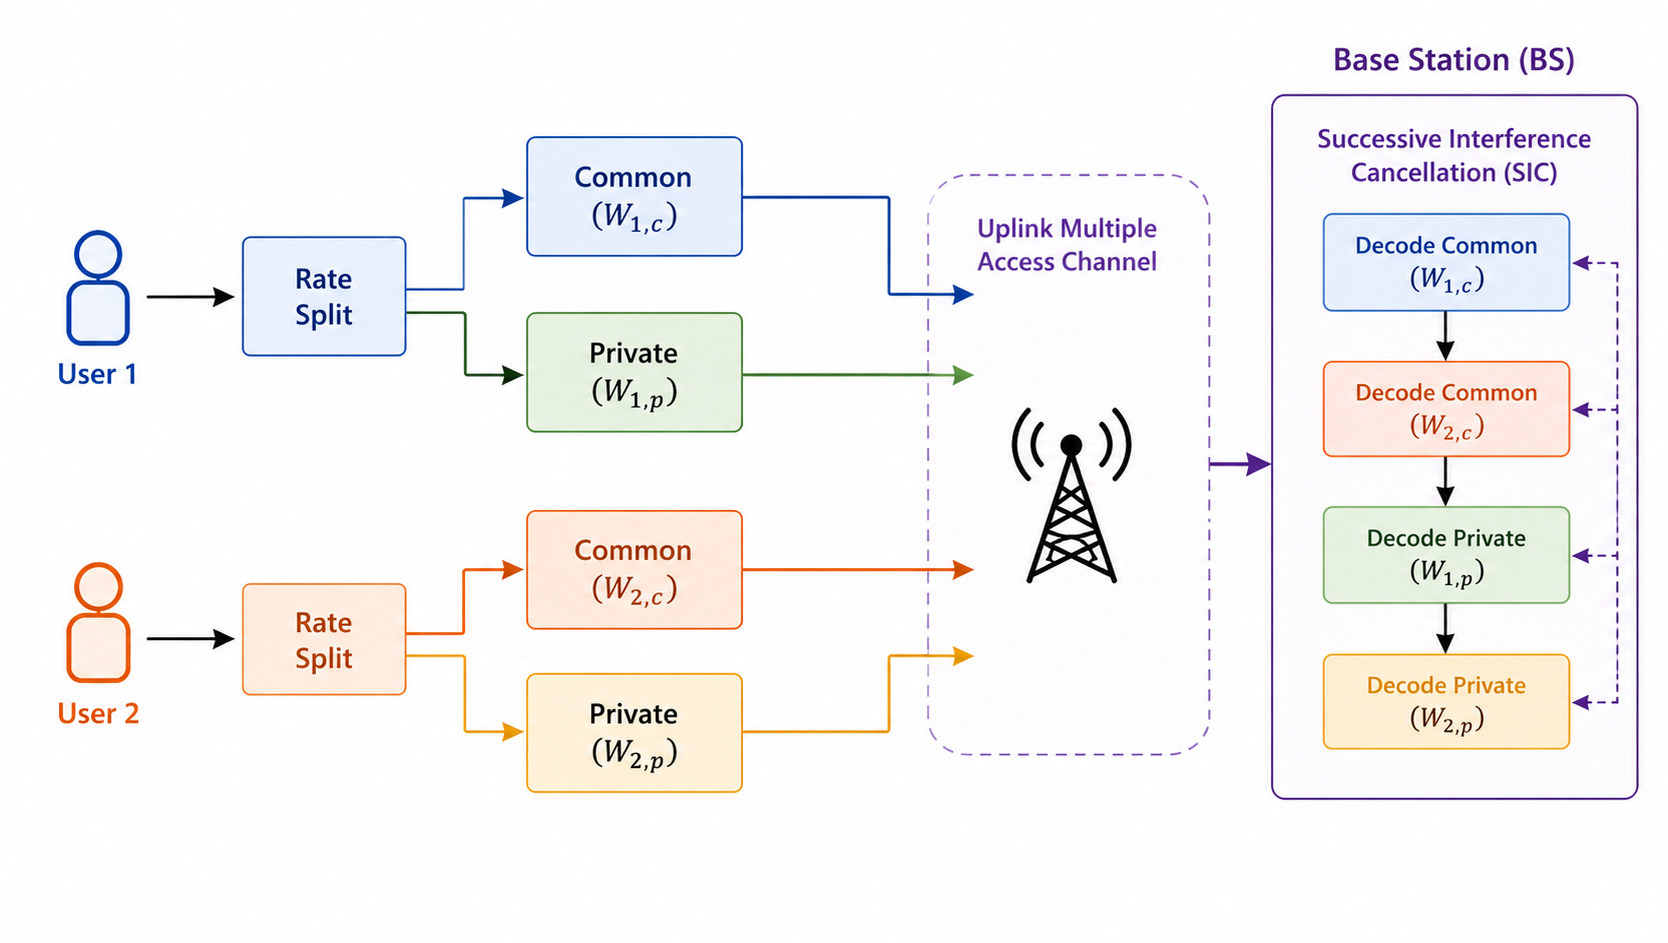 Base Station (BS)
Successive Interference
Cancellation (SIC)
Common
(W1,c)
Private
(W1,p)
Rate
Split
User 1
Common
(W2,c)
Private
(W2,p)
Rate
Split
User 2
Uplink Multiple
Access Channel
Decode Common
(W1,c)
Decode Common
(W2,c)
Decode Private
(W1,p)
Decode Private
(W2,p)